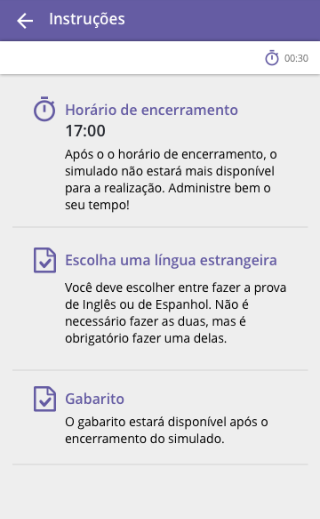 Instruções
00:30
Horário de encerramento
17:00
Após o o horário de encerramento, o
simulado não estará mais disponível
para a realização. Administre bem o
seu tempo!
Escolha uma língua estrangeira
Você deve escolher entre fazer a prova
de Inglês ou de Espanhol. Não é
necessário fazer as duas, mas é
obrigatório fazer uma delas.
Gabarito
O gabarito estará disponível após o
encerramento do simulado.